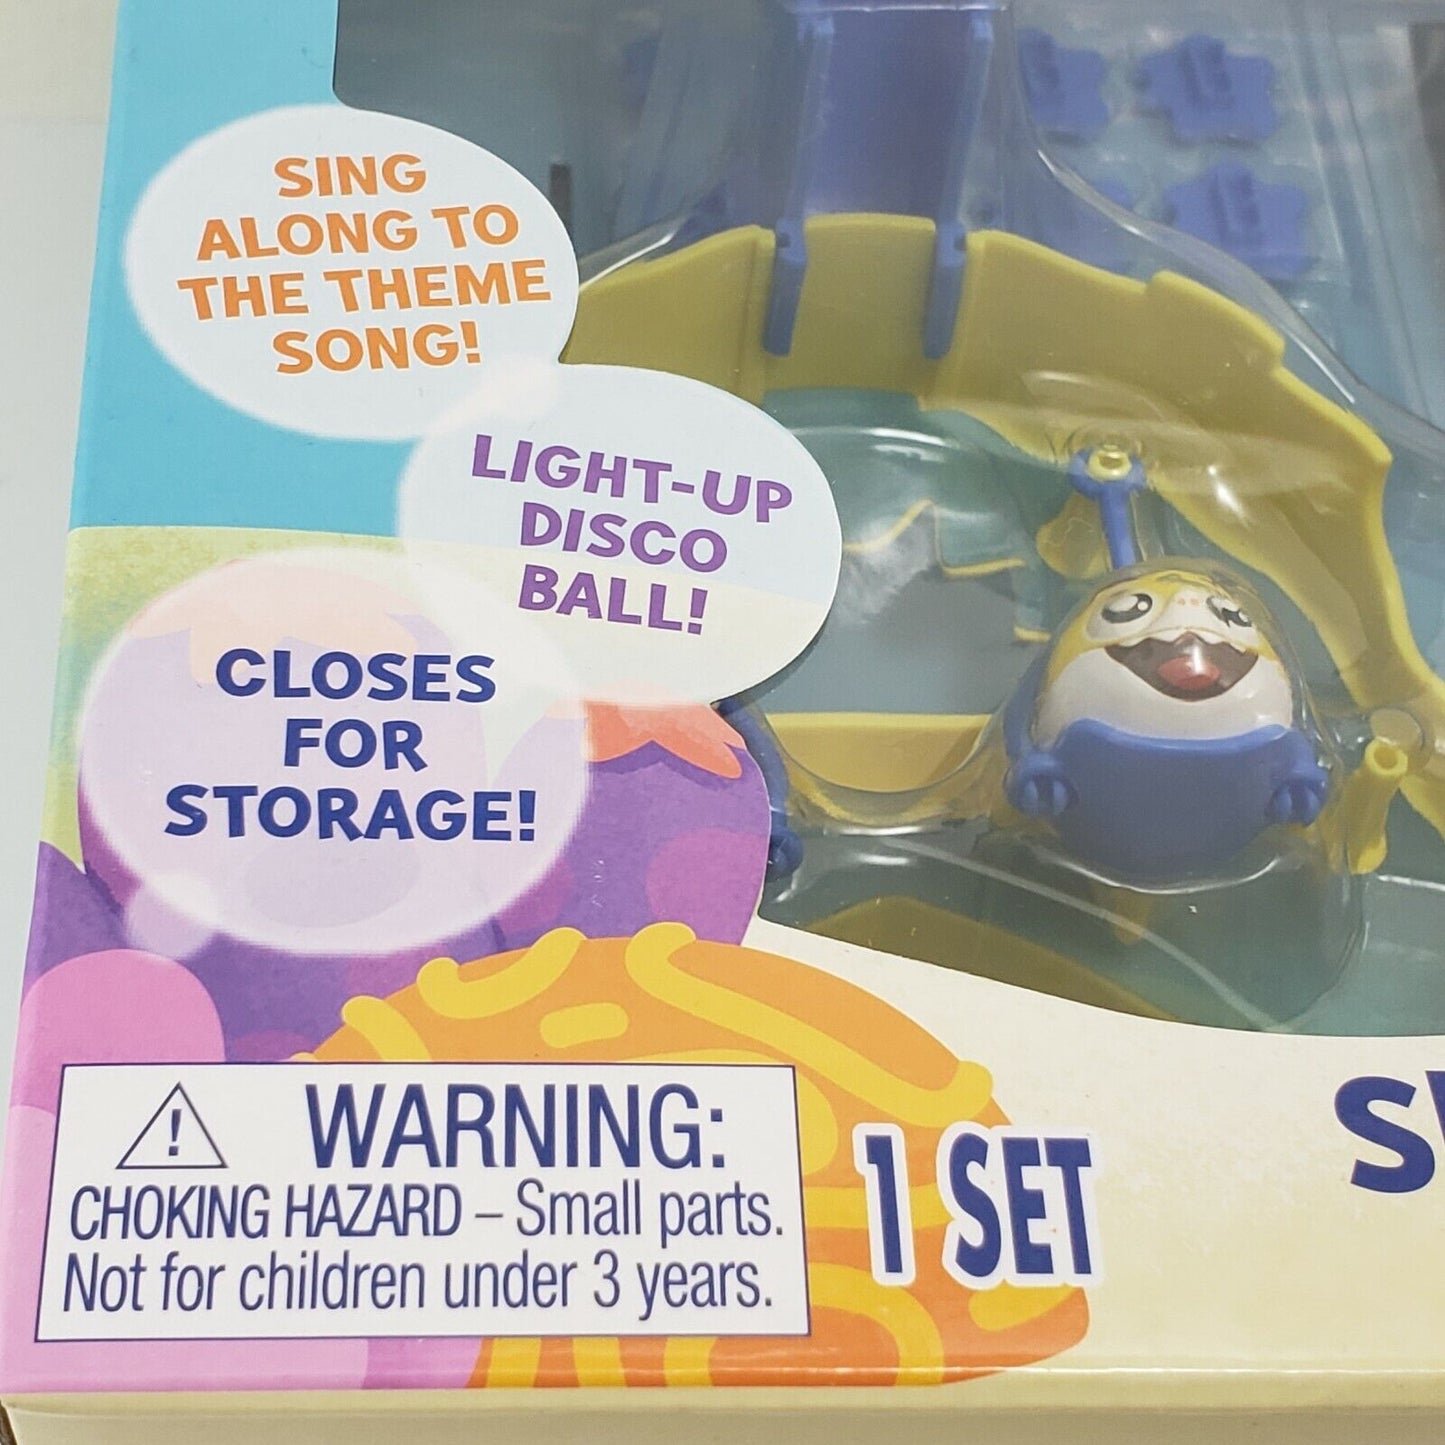 SING
ALONG TO
THE THEME
SONG!
LIGHT-UP
DISCO
BALL!
CLOSES
FOR
STORAGE!
WARNING:
CHOKING HAZARD – Small parts.
Not for children under 3 years.
1 SET